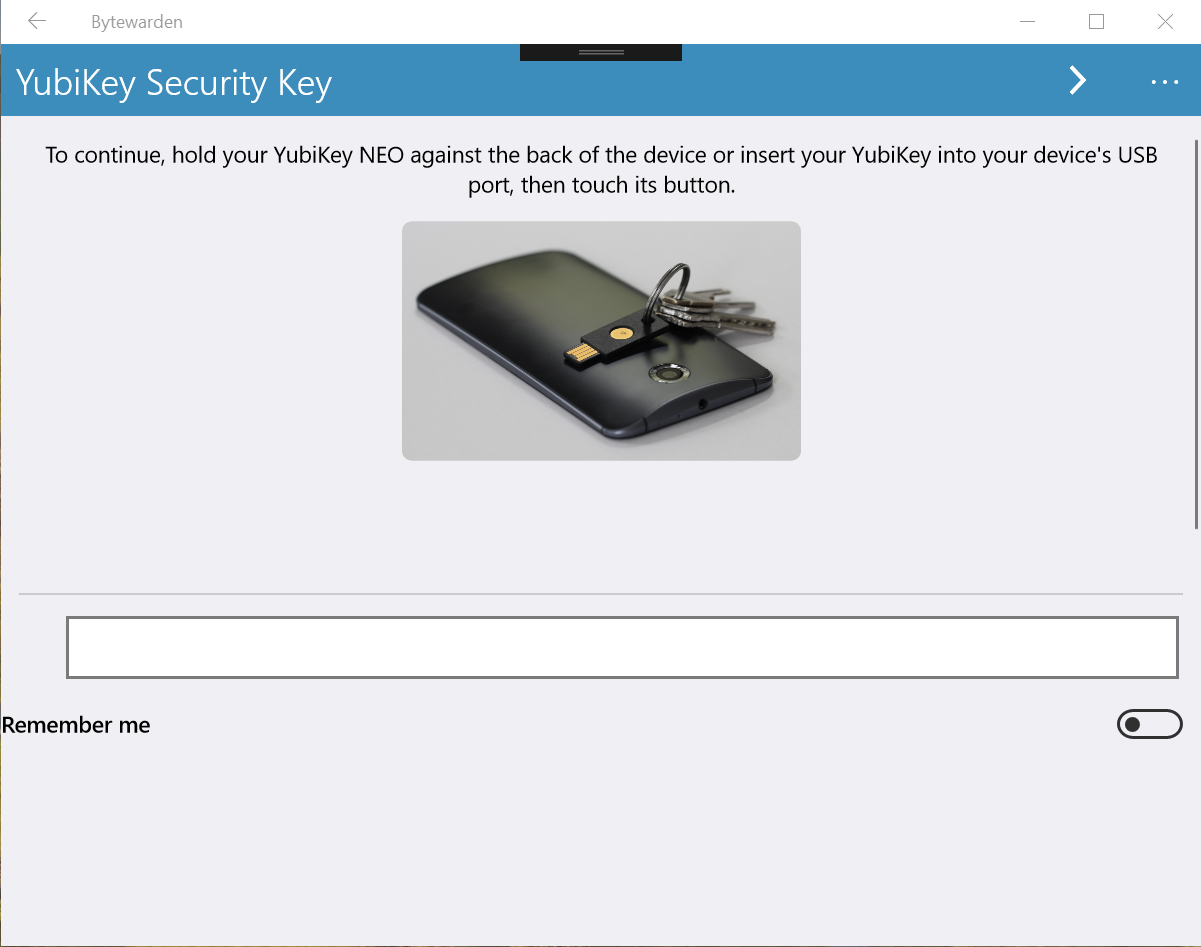 Bytewarden
YubiKey Security Key
To continue, hold your YubiKey NEO against the back of the device or insert your YubiKey into your device's USB
port, then touch its button.
Remember me